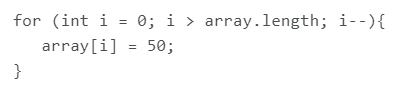 for (int i = 0; i > array.length; i--){
   array[i] = 50;
}